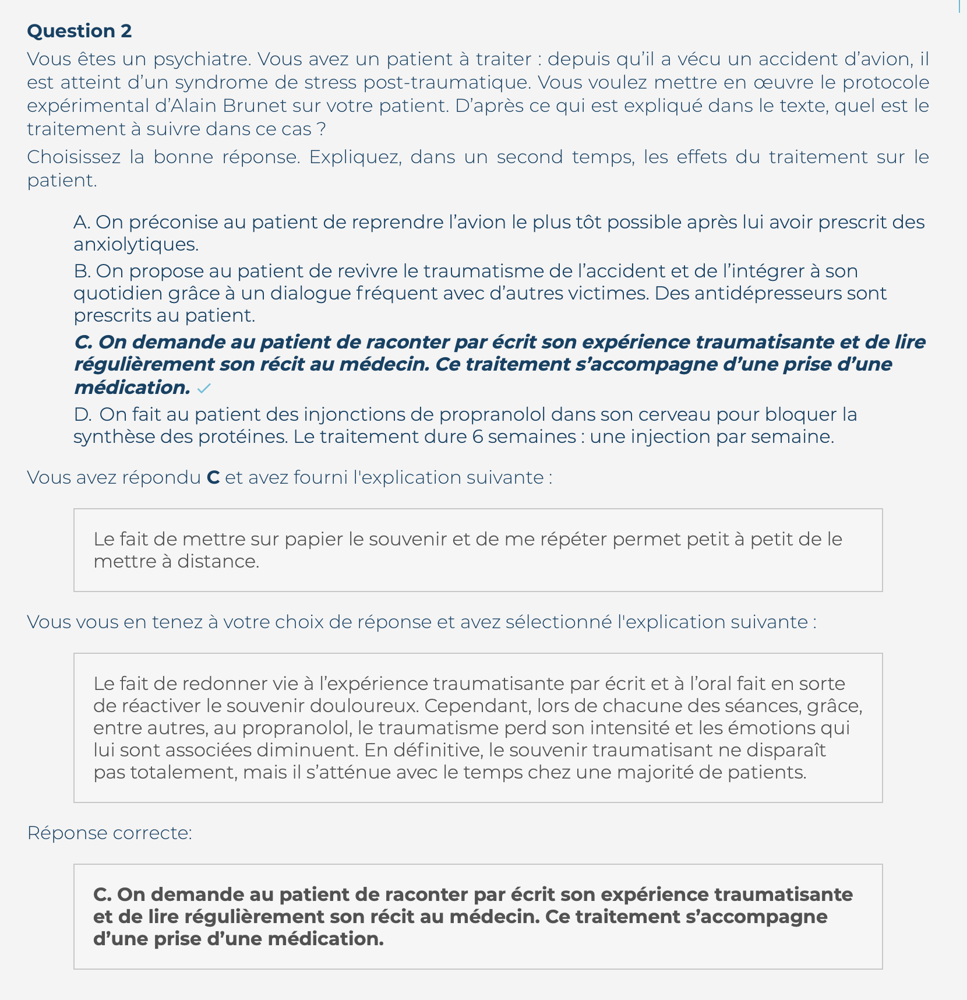 Question 2
Vous êtes un psychiatre. Vous avez un patient à traiter : depuis qu’il a vécu un accident d’avion, il
est atteint d’un syndrome de stress post-traumatique. Vous voulez mettre en œuvre le protocole
expérimental d’Alain Brunet sur votre patient. D’après ce qui est expliqué dans le texte, quel est le
traitement à suivre dans ce cas ?
Choisissez la bonne réponse. Expliquez, dans un second temps, les effets du traitement sur le
patient.
A. On préconise au patient de reprendre l’avion le plus tôt possible après lui avoir prescrit des
anxiolytiques.
B. On propose au patient de revivre le traumatisme de l’accident et de l’intégrer à son
quotidien grâce à un dialogue fréquent avec d’autres victimes. Des antidépresseurs sont
prescrits au patient.
C. On demande au patient de raconter par écrit son expérience traumatisante et de lire
régulièrement son récit au médecin. Ce traitement s’accompagne d’une prise d’une
médication. ✓
D. On fait au patient des injonctions de propranolol dans son cerveau pour bloquer la
synthèse des protéines. Le traitement dure 6 semaines : une injection par semaine.
Vous avez répondu C et avez fourni l'explication suivante :
Le fait de mettre sur papier le souvenir et de me répéter permet petit à petit de le
mettre à distance.
Vous vous en tenez à votre choix de réponse et avez sélectionné l'explication suivante :
Le fait de redonner vie à l’expérience traumatisante par écrit et à l’oral fait en sorte
de réactiver le souvenir douloureux. Cependant, lors de chacune des séances, grâce,
entre autres, au propranolol, le traumatisme perd son intensité et les émotions qui
lui sont associées diminuent. En définitive, le souvenir traumatisant ne disparaît
pas totalement, mais il s’atténue avec le temps chez une majorité de patients.
Réponse correcte:
C. On demande au patient de raconter par écrit son expérience traumatisante
et de lire régulièrement son récit au médecin. Ce traitement s’accompagne
d’une prise d’une médication.